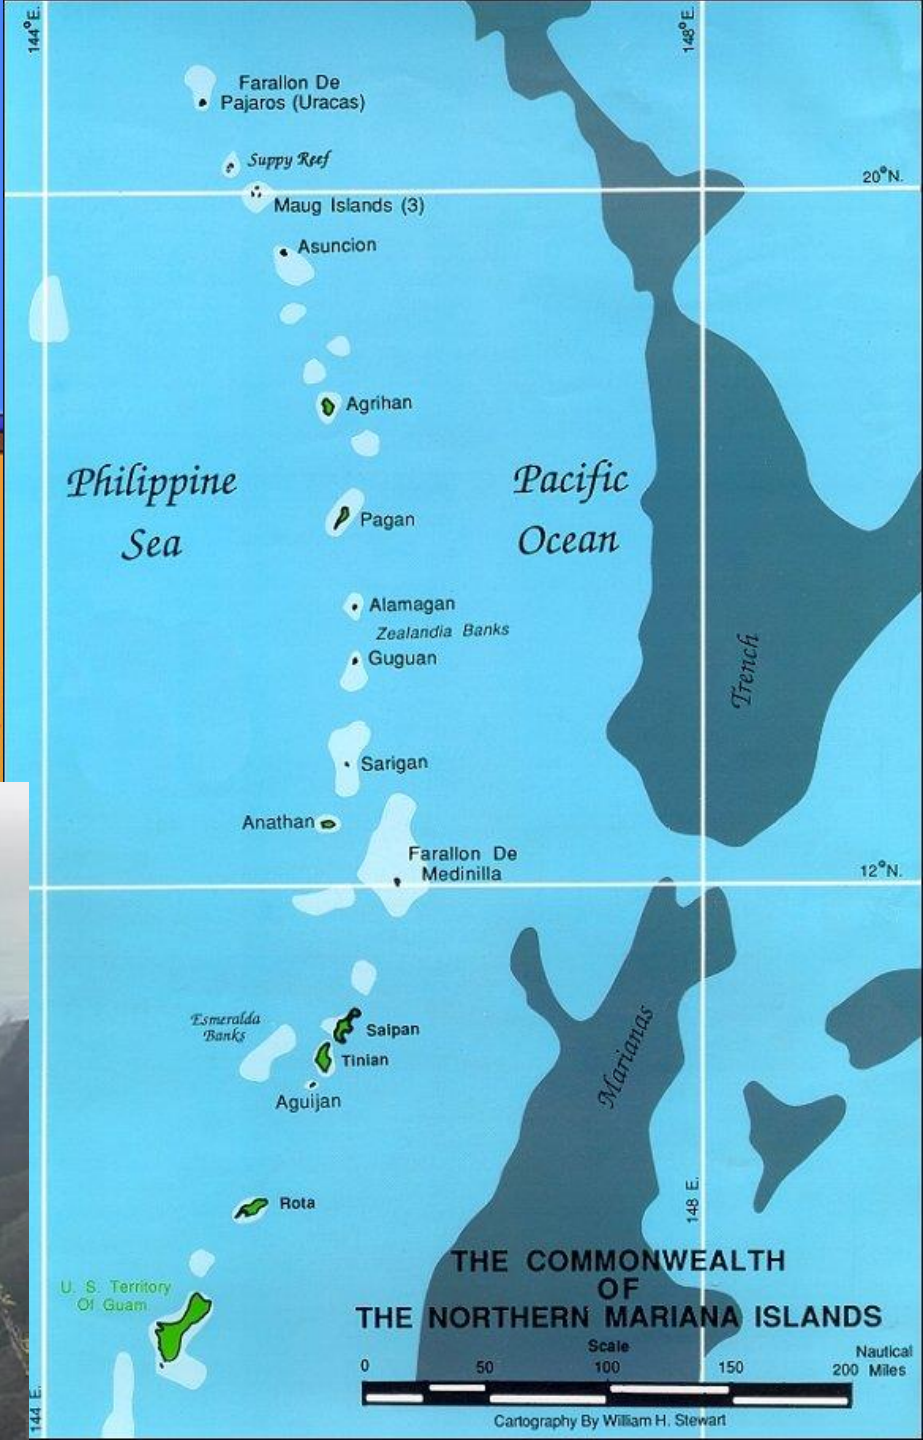 144°E.
148°E.
Farallon De
Pajaros (Uracas)
Suppy Reef
20°N.
Maug Islands (3)
Asuncion
Agrihan
Philippine
Sea
Pacific
Ocean
Pagan
Alamagan
Zealandia Banks
Guguan
Trench
Sarigan
Anathan
Farallon De
Medinilla
12°N.
Esmeralda
Banks
Saipan
Tinian
Marianas
Aguijan
148 E.
Rota
U. S. Territory
Of Guam
THE COMMONWEALTH
OF
THE NORTHERN MARIANA ISLANDS
Scale
0 50 100 150 200
Nautical
Miles
144 E.
Cartography By William H. Stewart